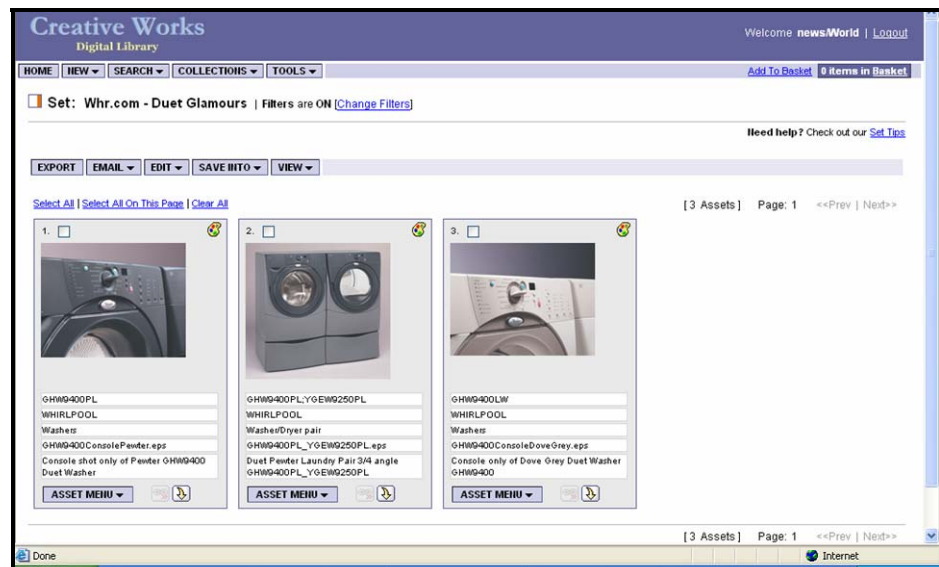 Creative Works
Digital Library
Welcome news/World | Logout
HOME NEW SEARCH COLLECTIONS TOOLS
Add To Basket 0 items in Basket
Set: Whr.com - Duet Glamours | Filters are ON [Change Filters]
Need help? Check out our Set Tips
EXPORT EMAIL EDIT SAVE INTO VIEW
Select All | Select All On This Page | Clear All
[3 Assets] Page: 1 <<Prev | Next>>
1.
GHW9400PL
WHIRLPOOL
Washers
GHW9400ConsolePewter.eps
Console shot only of Pewter GHW9400
Duet Washer
ASSET MENU
2.
GHW9400PL;YGEW9250PL
WHIRLPOOL
Washer/Dryer pair
GHW9400PL_YGEW9250PL.eps
Duet Pewter Laundry Pair 3/4 angle
GHW9400PL_YGEW9250PL
ASSET MENU
3.
GHW9400LW
WHIRLPOOL
Washers
GHW9400ConsoleDoveGrey.eps
Console only of Dove Grey Duet Washer
GHW9400
ASSET MENU
[3 Assets] Page: 1 <<Prev | Next>>
Done
Internet